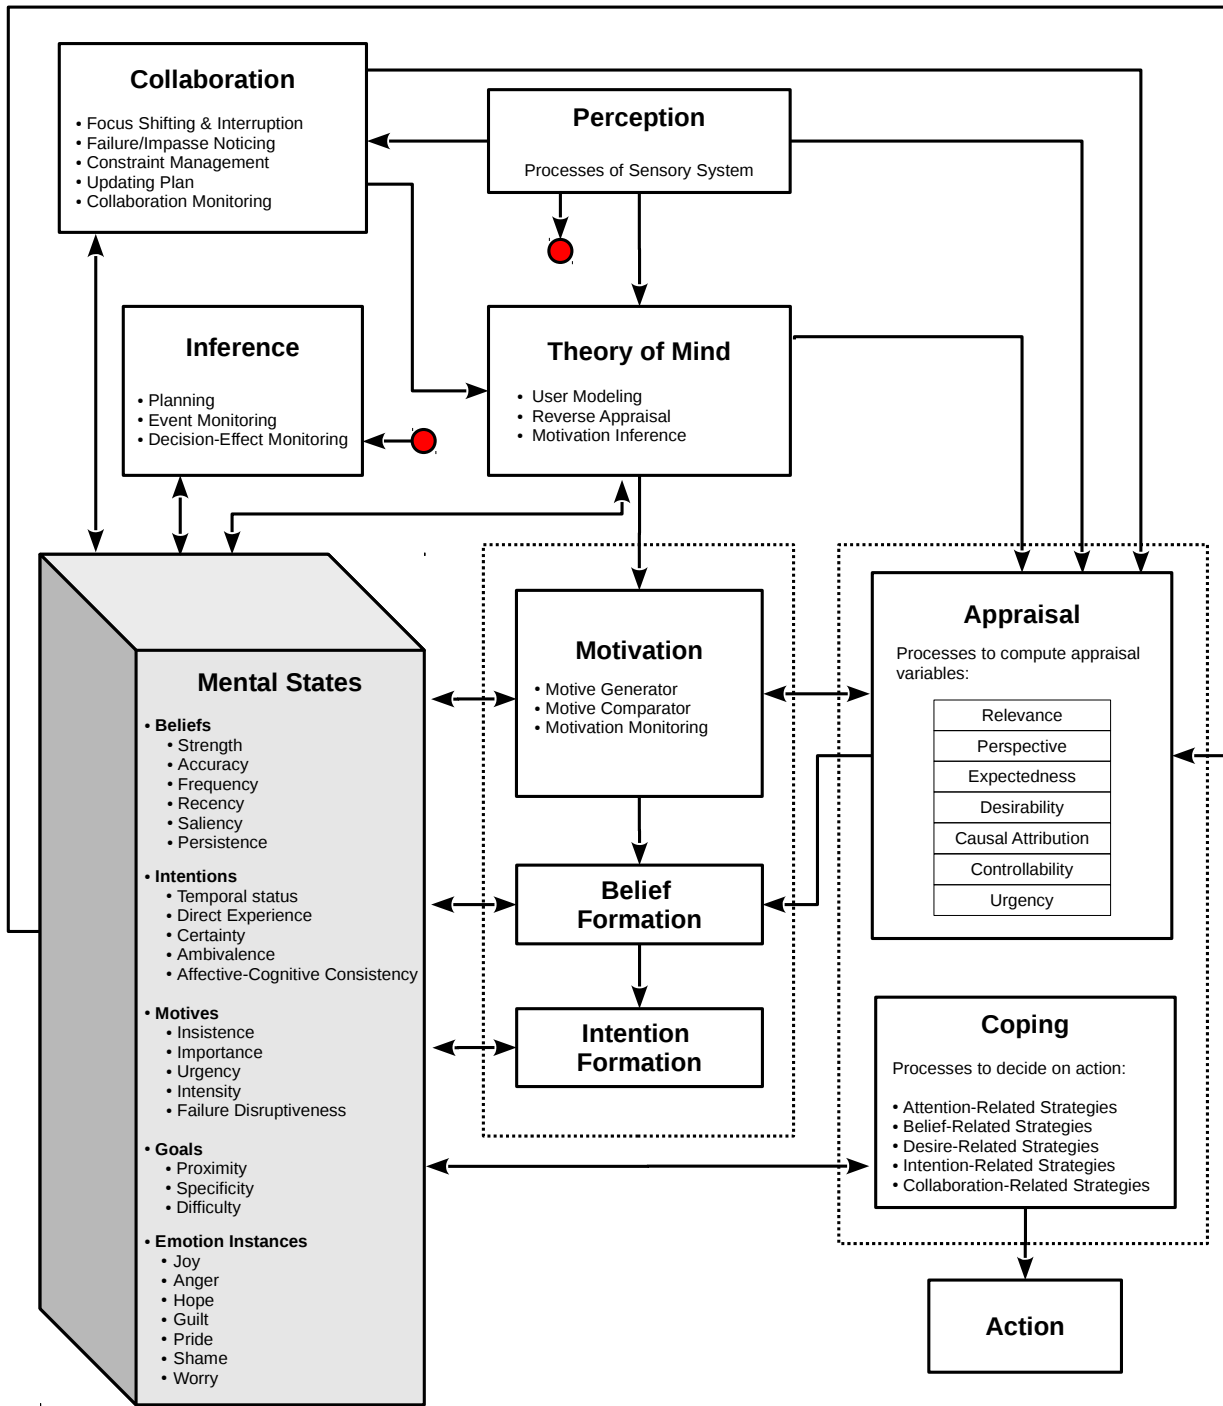 Collaboration
• Focus Shifting & Interruption
• Failure/Impasse Noticing
• Constraint Management
• Updating Plan
• Collaboration Monitoring
Perception
Processes of Sensory System
Inference
• Planning
• Event Monitoring
• Decision-Effect Monitoring
Theory of Mind
• User Modeling
• Reverse Appraisal
• Motivation Inference
Mental States
• Beliefs
• Strength
• Accuracy
• Frequency
• Recency
• Saliency
• Persistence
• Intentions
• Temporal status
• Direct Experience
• Certainty
• Ambivalence
• Affective-Cognitive Consistency
• Motives
• Insistence
• Importance
• Urgency
• Intensity
• Failure Disruptiveness
• Goals
• Proximity
• Specificity
• Difficulty
• Emotion Instances
• Joy
• Anger
• Hope
• Guilt
• Pride
• Shame
• Worry
Motivation
• Motive Generator
• Motive Comparator
• Motivation Monitoring
Belief
Formation
Intention
Formation
Appraisal
Processes to compute appraisal
variables:
Relevance
Perspective
Expectedness
Desirability
Causal Attribution
Controllability
Urgency
Coping
Processes to decide on action:
• Attention-Related Strategies
• Belief-Related Strategies
• Desire-Related Strategies
• Intention-Related Strategies
• Collaboration-Related Strategies
Action